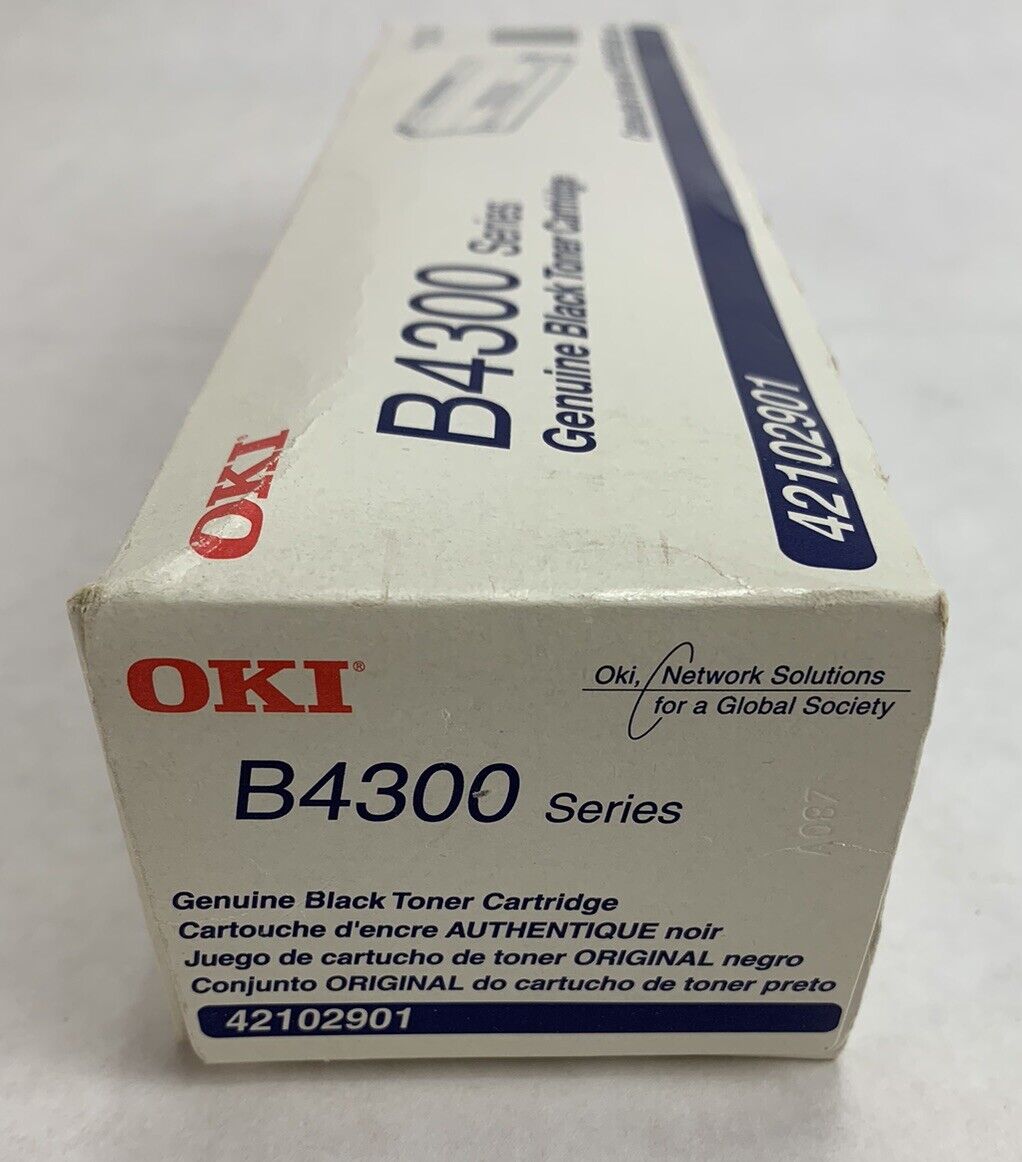 OKI
B4300 Series
Genuine Black Toner Cartridge
42102901
OKI®
Oki, Network Solutions
for a Global Society
B4300 Series
A087
Genuine Black Toner Cartridge
Cartouche d'encre AUTHENTIQUE noir
Juego de cartucho de toner ORIGINAL negro
Conjunto ORIGINAL do cartucho de toner preto
42102901